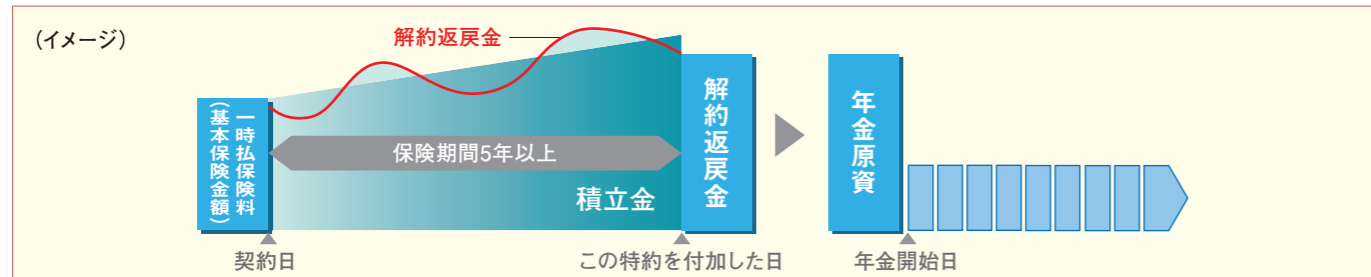 （イメージ）
解約返戻金
一時払保険料
（基本保険金額）
保険期間5年以上
積立金
解約返戻金
年金原資
契約日
この特約を付加した日
年金開始日